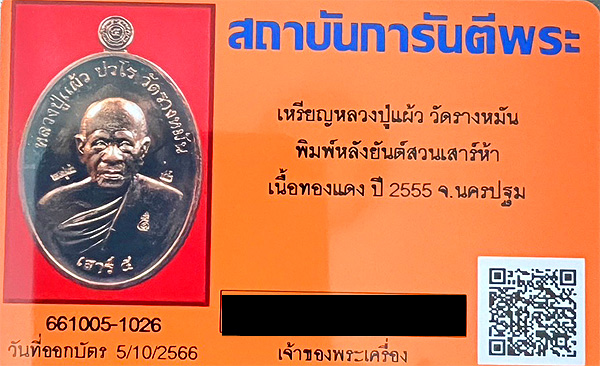 สถาบันการันตีพระ
หลวงปู่แผ้ว ปวโร วัดรางหมัน
เสาร์ ๕
เหรียญหลวงปู่แผ้ว วัดรางหมัน
พิมพ์หลังยันต์สวนเสาร์ห้า
เนื้อทองแดง ปี 2555 จ.นครปฐม
661005-1026
วันที่ออกบัตร 5/10/2566
เจ้าของพระเครื่อง